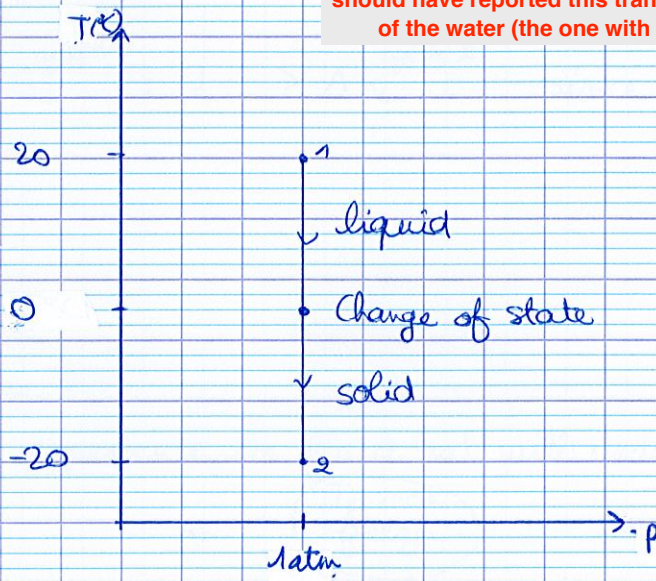 should have reported this tran
of the water (the one with
T(°C)
20
1
liquid
0
Change of state
solid
-20
2
1atm
P